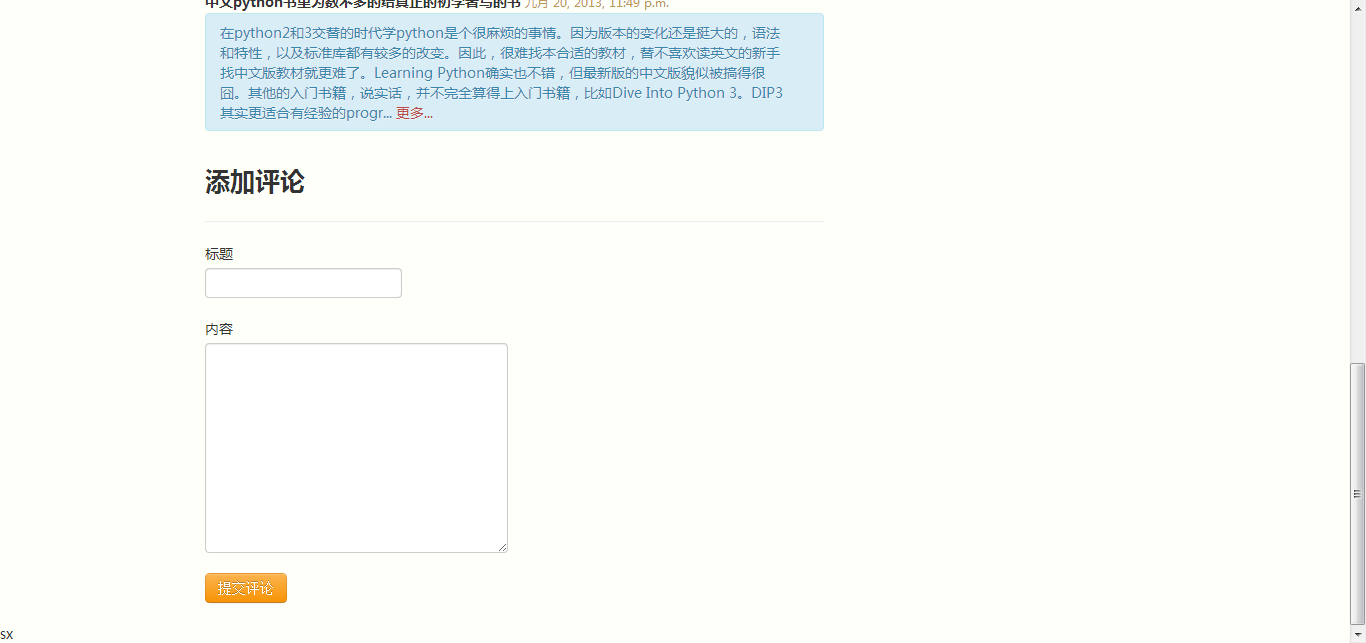 中文python书里为数不多的给真正的初学者写的书 九月 20, 2013, 11:49 p.m.
在python2和3交替的时代学python是个很麻烦的事情。因为版本的变化还是挺大的，语法
和特性，以及标准库都有较多的改变。因此，很难找本合适的教材，替不喜欢读英文的新手
找中文版教材就更难了。Learning Python确实也不错，但最新版的中文版貌似被搞得很
囧。其他的入门书籍，说实话，并不完全算得上入门书籍，比如Dive Into Python 3。DIP3
其实更适合有经验的progr... 更多...
添加评论
标题
内容
提交评论
sx